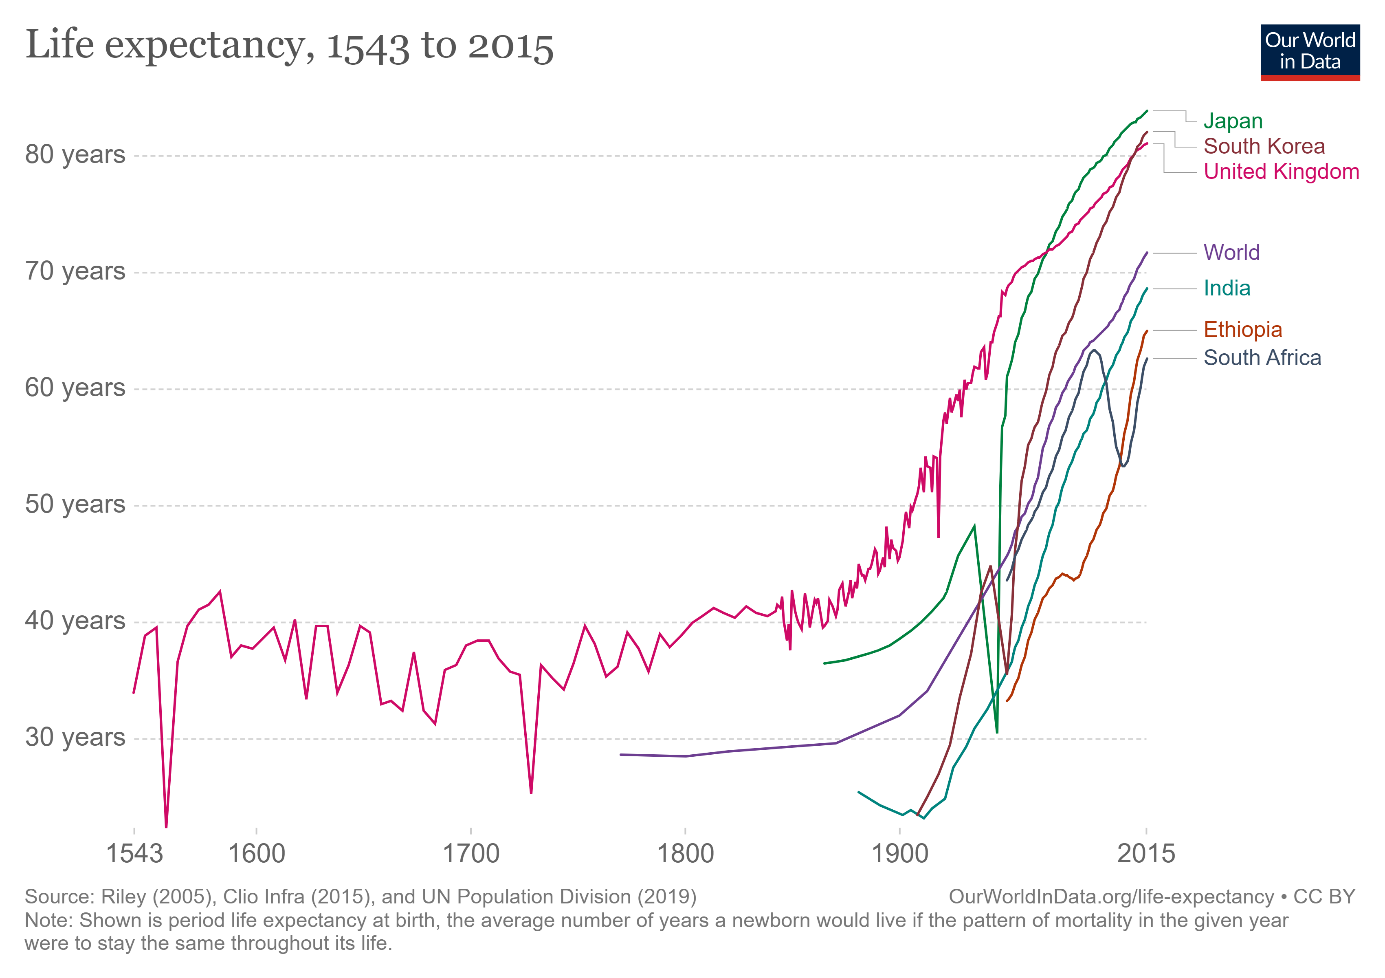 Life expectancy, 1543 to 2015
Our World
in Data
Japan
80 years
South Korea
United Kingdom
World
70 years
India
Ethiopia
South Africa
60 years
50 years
40 years
30 years
1543 1600 1700 1800 1900 2015
Source: Riley (2005), Clio Infra (2015), and UN Population Division (2019)
OurWorldInData.org/life-expectancy • CC BY
Note: Shown is period life expectancy at birth, the average number of years a newborn would live if the pattern of mortality in the given year
were to stay the same throughout its life.